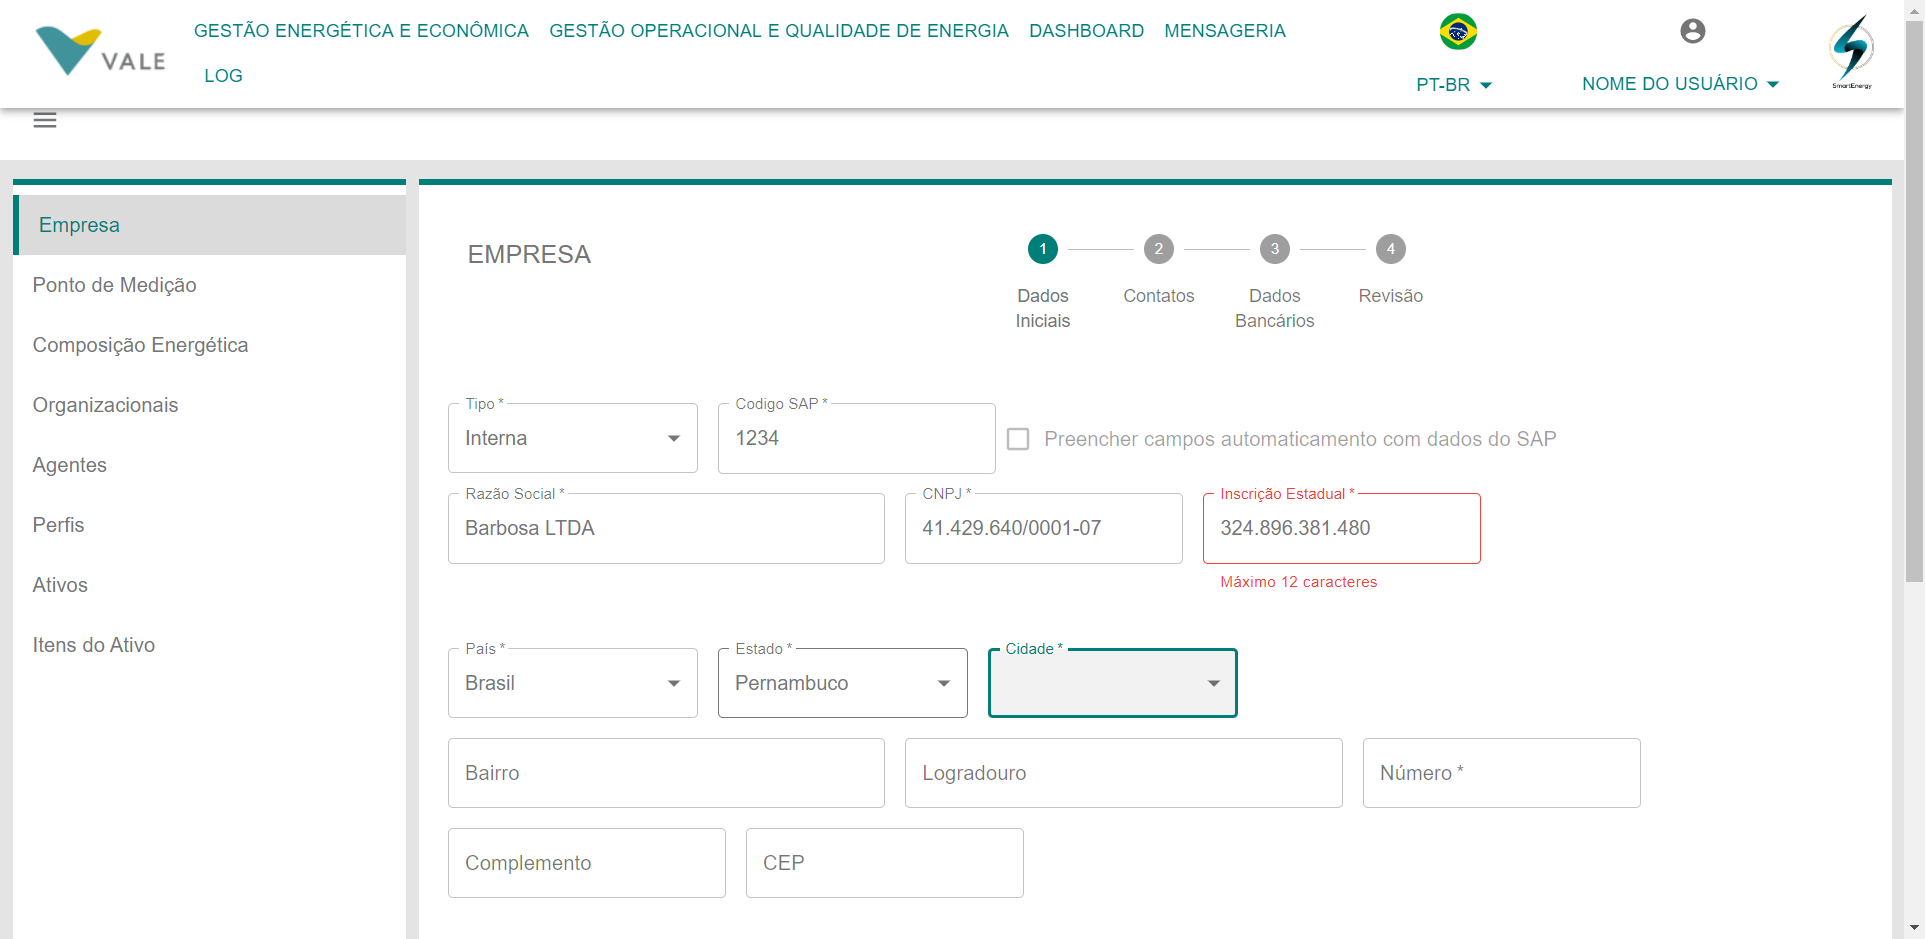 VALE
GESTÃO ENERGÉTICA E ECONÔMICA
GESTÃO OPERACIONAL E QUALIDADE DE ENERGIA
DASHBOARD
MENSAGERIA
LOG
PT-BR
NOME DO USUÁRIO
SmartEnergy
Empresa
Ponto de Medição
Composição Energética
Organizacionais
Agentes
Perfis
Ativos
Itens do Ativo
EMPRESA
1
2
3
4
Dados
Iniciais
Contatos
Dados
Bancários
Revisão
Tipo *
Interna
Codigo SAP *
1234
Preencher campos automaticamento com dados do SAP
Razão Social *
Barbosa LTDA
CNPJ *
41.429.640/0001-07
Inscrição Estadual *
324.896.381.480
Máximo 12 caracteres
País *
Brasil
Estado *
Pernambuco
Cidade *
Bairro
Logradouro
Número *
Complemento
CEP